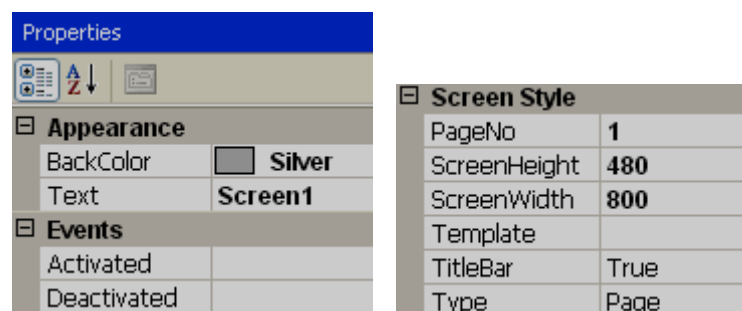 Properties
Appearance
BackColor Silver
Text Screen1
Events
Activated
Deactivated
Screen Style
PageNo 1
ScreenHeight 480
ScreenWidth 800
Template
TitleBar True
Type Page